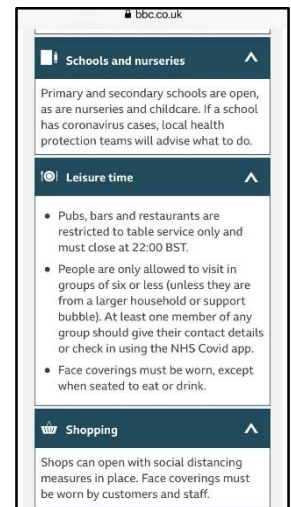 bbc.co.uk
Schools and nurseries
Primary and secondary schools are open,
as are nurseries and childcare. If a school
has coronavirus cases, local health
protection teams will advise what to do.
Leisure time
• Pubs, bars and restaurants are
restricted to table service only and
must close at 22:00 BST.
• People are only allowed to visit in
groups of six or less (unless they are
from a larger household or support
bubble). At least one member of any
group should give their contact details
or check in using the NHS Covid app.
• Face coverings must be worn, except
when seated to eat or drink.
Shopping
Shops can open with social distancing
measures in place. Face coverings must
be worn by customers and staff.